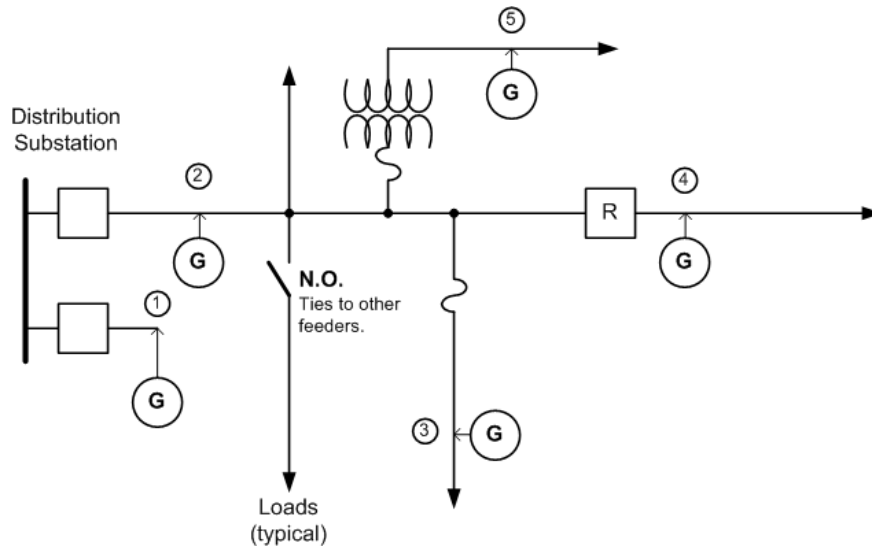 5
G
Distribution
Substation
2
4
R
G
G
N.O.
Ties to other
feeders.
1
G
3
G
Loads
(typical)